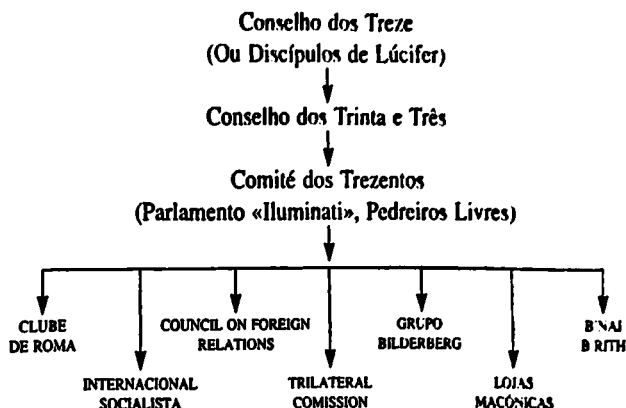 Conselho dos Treze
(Ou Discípulos de Lúcifer)
Conselho dos Trinta e Três
Comité dos Trezentos
(Parlamento «Iluminati», Pedreiros Livres)
CLUBE
DE ROMA
INTERNACIONAL
SOCIALISTA
COUNCIL ON FOREIGN
RELATIONS
TRILATERAL
COMISSION
GRUPO
BILDERBERG
LOJAS
MAÇÓNICAS
B RITH